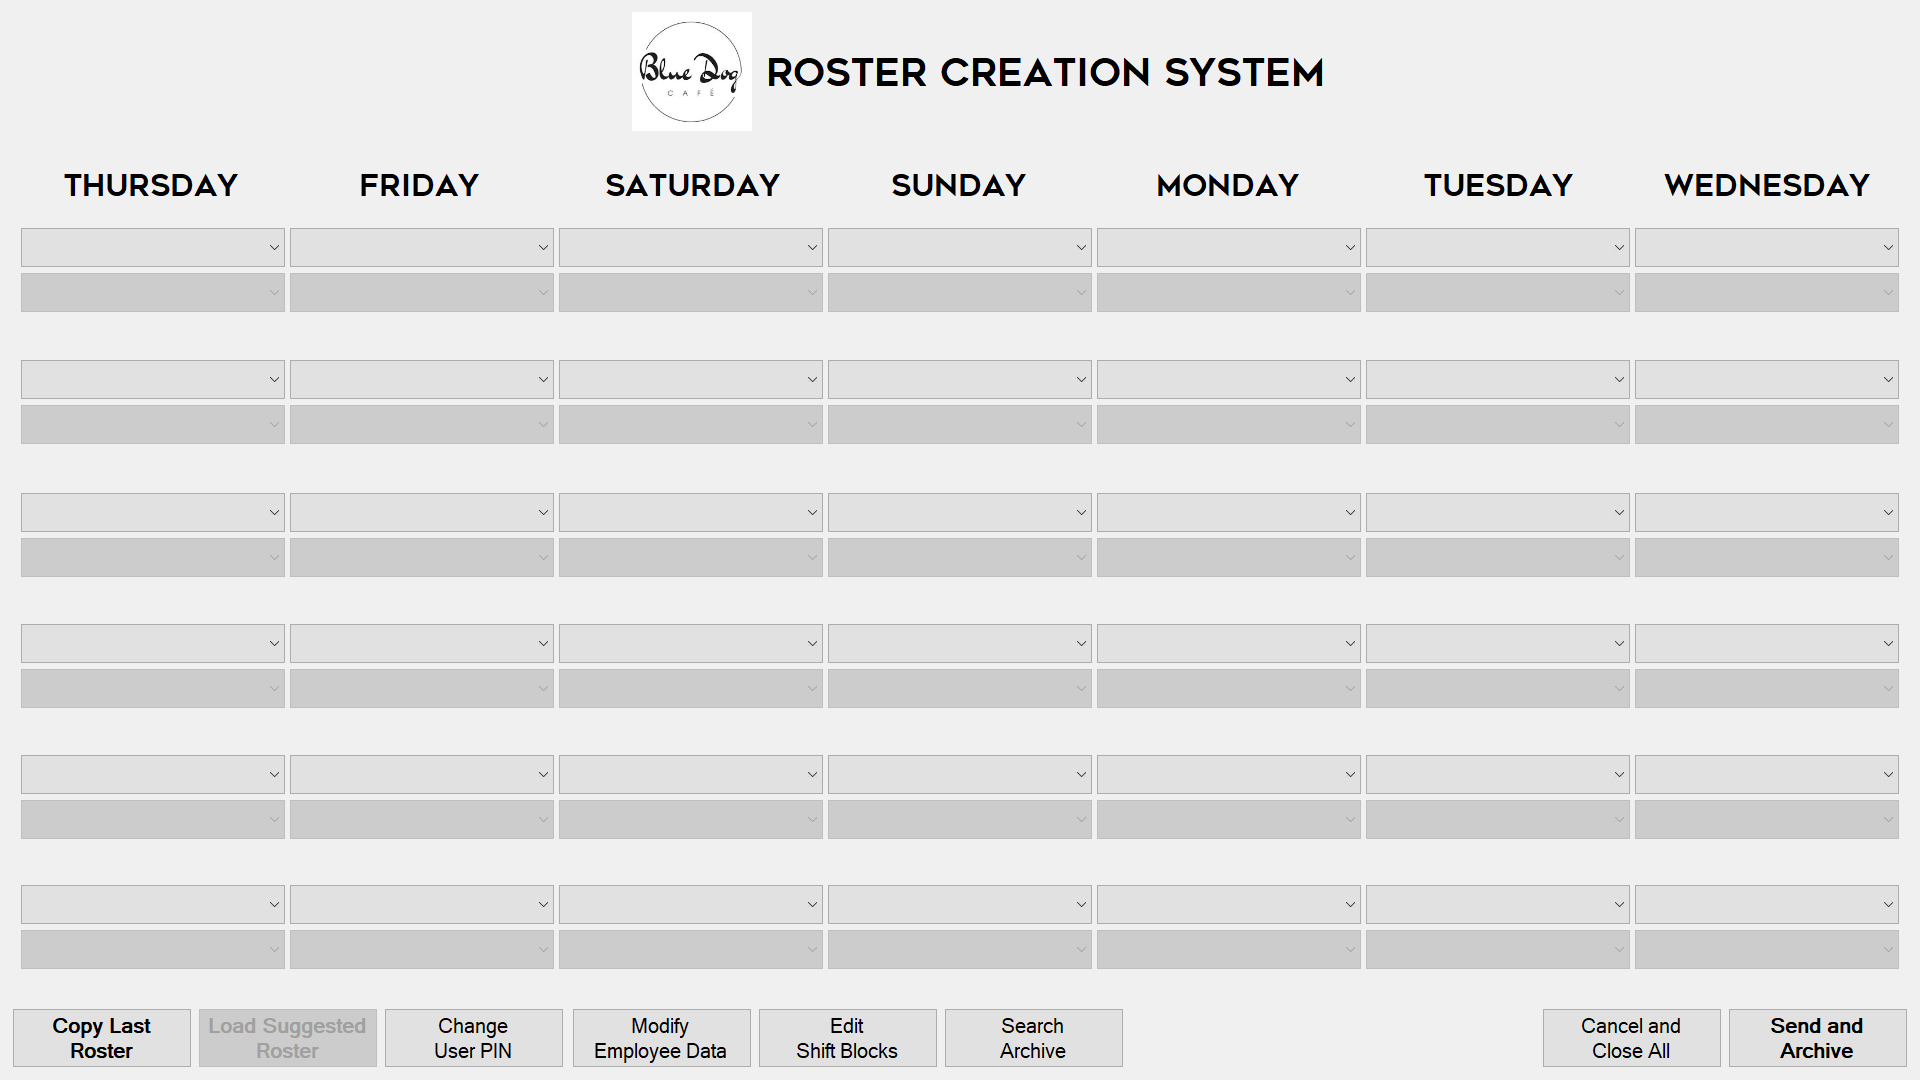 Blue Dog
CAFÉ
ROSTER CREATION SYSTEM
THURSDAY FRIDAY SATURDAY SUNDAY MONDAY TUESDAY WEDNESDAY
Copy Last
Roster
Load Suggested
Roster
Change
User PIN
Modify
Employee Data
Edit
Shift Blocks
Search
Archive
Cancel and
Close All
Send and
Archive